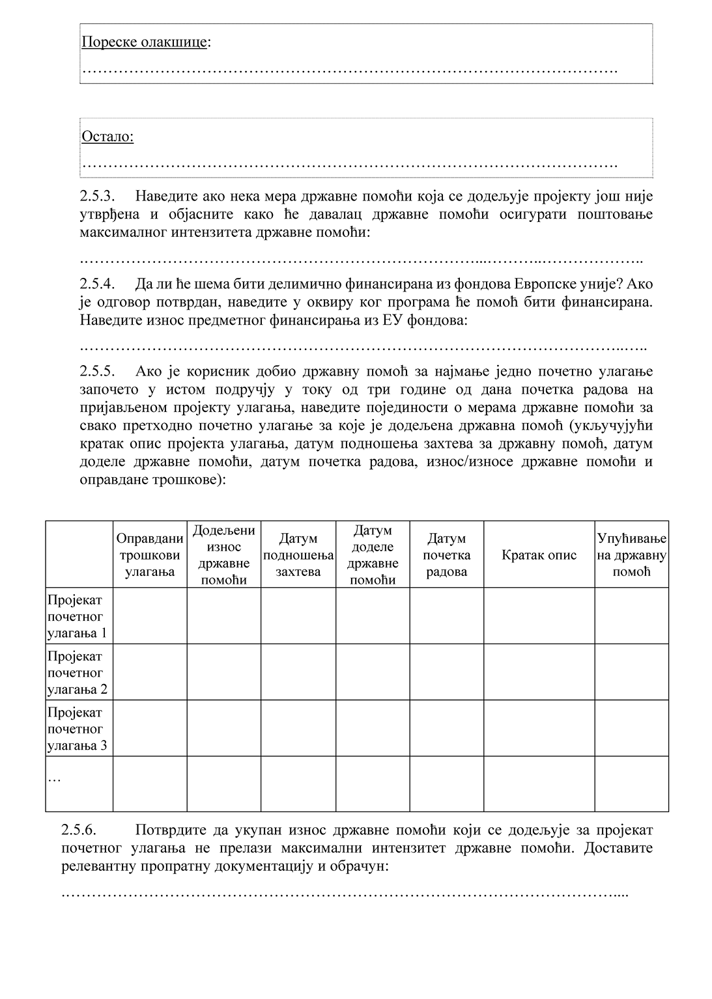 Пореске олакшице:
………………………………………………………………………………………….
Остало:
………………………………………………………………………………………….
2.5.3. Наведите ако нека мера државне помоћи која се додељује пројекту још није
утврђена и објасните како ће давалац државне помоћи осигурати поштовање
максималног интензитета државне помоћи:
.…………………………………………………………………...………..……………….
2.5.4. Да ли ће шема бити делимично финансирана из фондова Европске уније? Ако
је одговор потврдан, наведите у оквиру ког програма ће помоћ бити финансирана.
Наведите износ предметног финансирања из ЕУ фондова:
.…………………………………………………………………………………………..…..
2.5.5. Ако је корисник добио државну помоћ за најмање једно почетно улагање
започето у истом подручју у току од три године од дана почетка радова на
пријављеном пројекту улагања, наведите појединости о мерама државне помоћи за
свако претходно почетно улагање за које је додељена државна помоћ (укључујући
кратак опис пројекта улагања, датум подношења захтева за државну помоћ, датум
доделе државне помоћи, датум почетка радова, износ/износе државне помоћи и
оправдане трошкове):
Оправдани
трошкови
улагања
Додељени
износ
државне
помоћи
Датум
подношења
захтева
Датум
доделе
државне
помоћи
Датум
почетка
радова
Кратак опис
Упућивање
на државну
помоћ
Пројекат
почетног
улагања 1
Пројекат
почетног
улагања 2
Пројекат
почетног
улагања 3
…
2.5.6. Потврдите да укупан износ државне помоћи који се додељује за пројекат
почетног улагања не прелази максимални интензитет државне помоћи. Доставите
релевантну пропратну документацију и обрачун:
.……………………………………………………………………………………………....